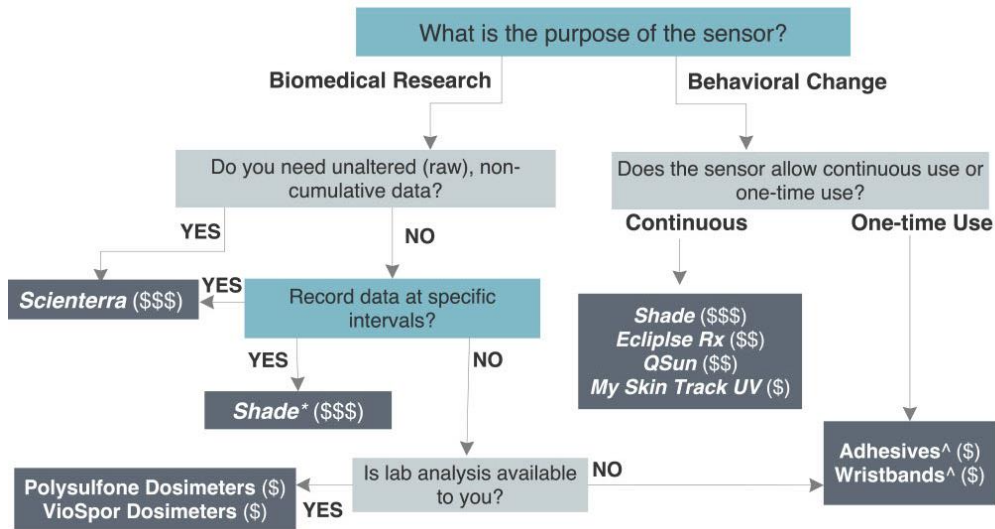 What is the purpose of the sensor?
Biomedical Research
Behavioral Change
Do you need unaltered (raw), non-
cumulative data?
Does the sensor allow continuous use or
one-time use?
YES
NO
Continuous
One-time Use
Scienterra ($$$)
YES
Record data at specific
intervals?
Shade ($$$)
Ecliplse Rx ($$)
QSun ($$)
My Skin Track UV ($)
YES
NO
Shade* ($$$)
Is lab analysis available
to you?
NO
Adhesives^ ($)
Wristbands^ ($)
Polysulfone Dosimeters ($)
VioSpor Dosimeters ($)
YES